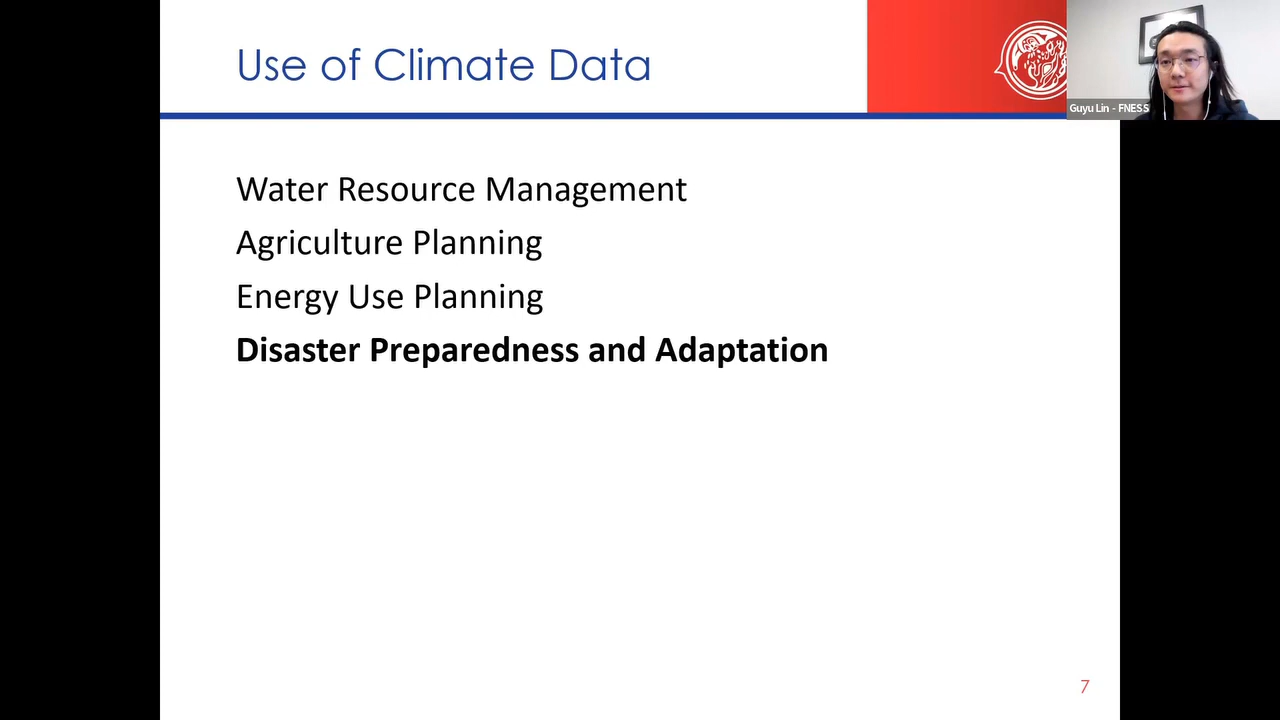 Use of Climate Data
Guyu Lin - FNESS
Water Resource Management
Agriculture Planning
Energy Use Planning
Disaster Preparedness and Adaptation
7